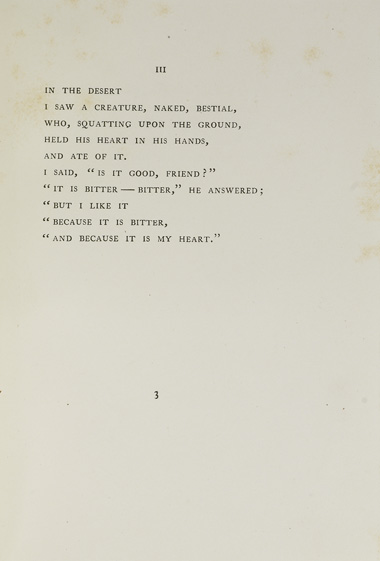 III
IN THE DESERT
I SAW A CREATURE, NAKED, BESTIAL,
WHO, SQUATTING UPON THE GROUND,
HELD HIS HEART IN HIS HANDS,
AND ATE OF IT.
I SAID, “IS IT GOOD, FRIEND?”
“IT IS BITTER — BITTER,” HE ANSWERED;
“BUT I LIKE IT
“BECAUSE IT IS BITTER,
“AND BECAUSE IT IS MY HEART.”
3